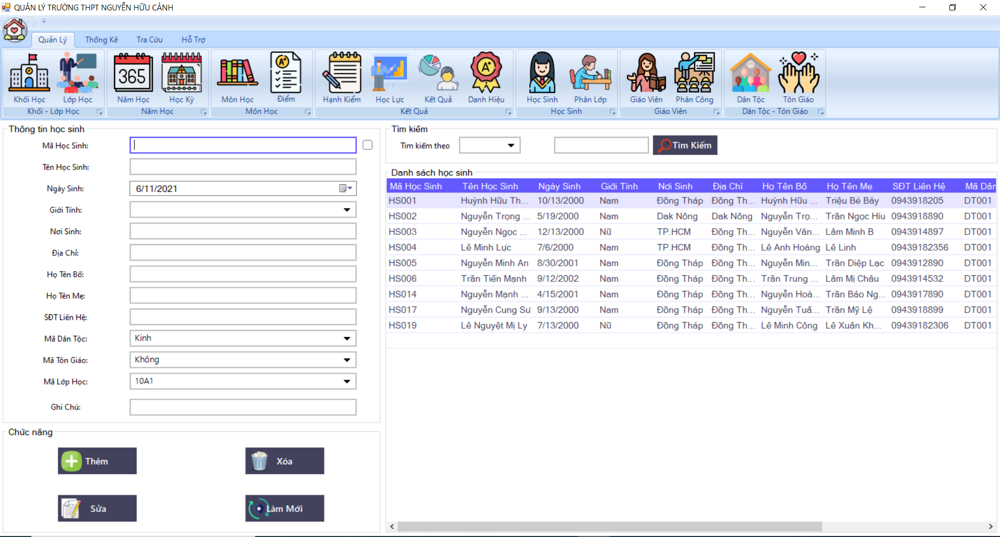 QUẢN LÝ TRƯỜNG THPT NGUYỄN HỮU CẢNH
Quản Lý Thống Kê Tra Cứu Hỗ Trợ
365 A+ A+
Khối Học Lớp Học Năm Học Học Kỳ Môn Học Điểm Hạnh Kiểm Học Lực Kết Quả Danh Hiệu Học Sinh Phân Lớp Giáo Viên Phân Công Dân Tộc Tôn Giáo
Khối - Lớp Học Năm Học Môn Học Kết Quả Học Sinh Giáo Viên Dân Tộc - Tôn Giáo
Thông tin học sinh
Mã Học Sinh:
Tên Học Sinh:
Ngày Sinh: 6/11/2021
Giới Tính:
Nơi Sinh:
Địa Chỉ:
Họ Tên Bố:
Họ Tên Mẹ:
SĐT Liên Hệ:
Mã Dân Tộc: Kinh
Mã Tôn Giáo: Không
Mã Lớp Học: 10A1
Ghi Chú:
Chức năng
Thêm Xóa
Sửa Làm Mới
Tìm kiếm
Tìm kiếm theo Tìm Kiếm
Danh sách học sinh
Mã Học Sinh Tên Học Sinh Ngày Sinh Giới Tính Nơi Sinh Địa Chỉ Họ Tên Bố Họ Tên Mẹ SĐT Liên Hệ Mã Dân
HS001 Huỳnh Hữu Th... 10/13/2000 Nam Đồng Tháp Đồng Th... Huỳnh Hữu ... Triệu Bé Bảy 0943918205 DT001
HS002 Nguyễn Trọng ... 5/19/2000 Nam Dak Nông Dak Nông Nguyễn Trọ... Trần Ngọc Híu 0943918890 DT001
HS003 Nguyễn Ngọc ... 12/13/2000 Nữ TP.HCM Đồng Th... Nguyễn Văn... Lâm Minh B 0943914897 DT001
HS004 Lê Minh Lực 7/6/2000 Nam TP.HCM Đồng Th... Lê Anh Hoàng Lê Linh 09439182356 DT001
HS005 Nguyễn Minh An 8/30/2001 Nam Đồng Tháp Đồng Th... Nguyễn Min... Trần Diệp Lạc 0943912890 DT001
HS006 Trần Tiến Mạnh 9/12/2002 Nam Đồng Tháp Đồng Th... Trần Trung ... Lâm Mị Châu 0943914532 DT001
HS014 Nguyễn Mạnh ... 4/15/2001 Nam Đồng Tháp Đồng Th... Nguyễn Hoà... Trần Bảo Ng... 0943917890 DT001
HS017 Nguyễn Cung Sư 9/13/2000 Nam Đồng Tháp Đồng Th... Nguyễn Tuấ... Trần Mỹ Lệ 0943918899 DT001
HS019 Lê Nguyệt Mị Ly 7/13/2000 Nữ Đồng Tháp Đồng Th... Lê Minh Công Lê Xuân Kh... 09439182306 DT001